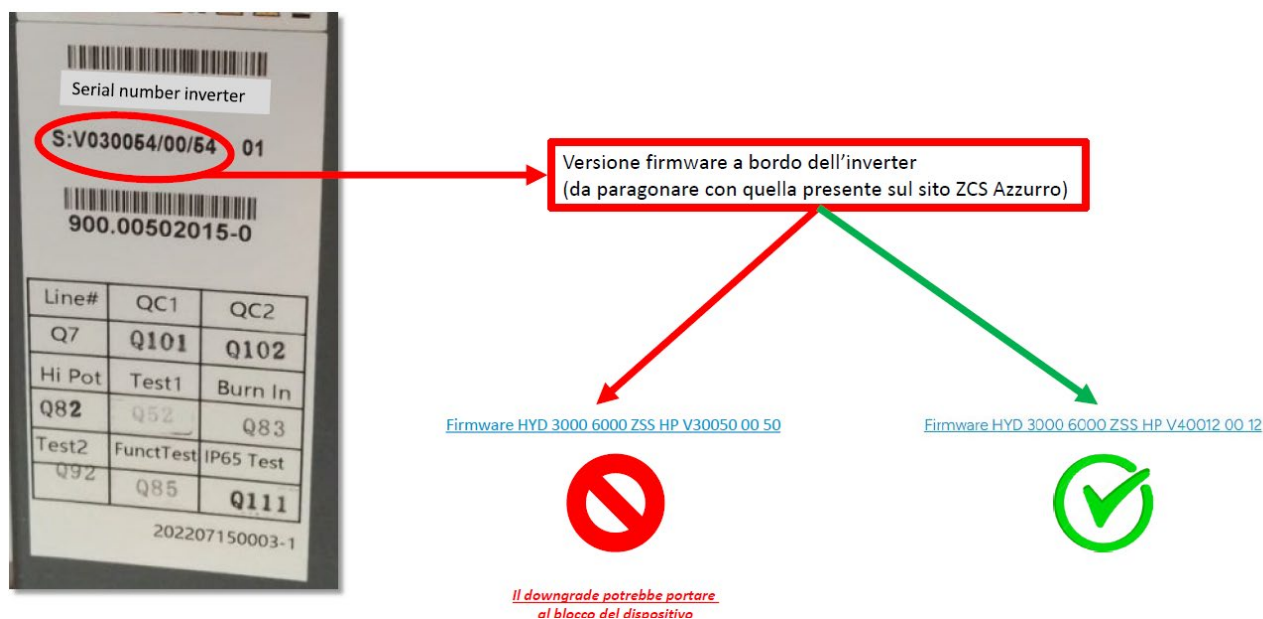 Serial number inverter
S:V030054/00/54 01
900.00502015-0
Line# QC1 QC2
Q7 Q101 Q102
Hi Pot Test1 Burn In
Q82 Q52 Q83
Test2 FunctTest IP65 Test
Q92 Q85 Q111
202207150003-1
Versione firmware a bordo dell'inverter
(da paragonare con quella presente sul sito ZCS Azzurro)
Firmware HYD 3000 6000 ZSS HP V30050 00 50
Firmware HYD 3000 6000 ZSS HP V40012 00 12
Il downgrade potrebbe portare
al blocco del dispositivo